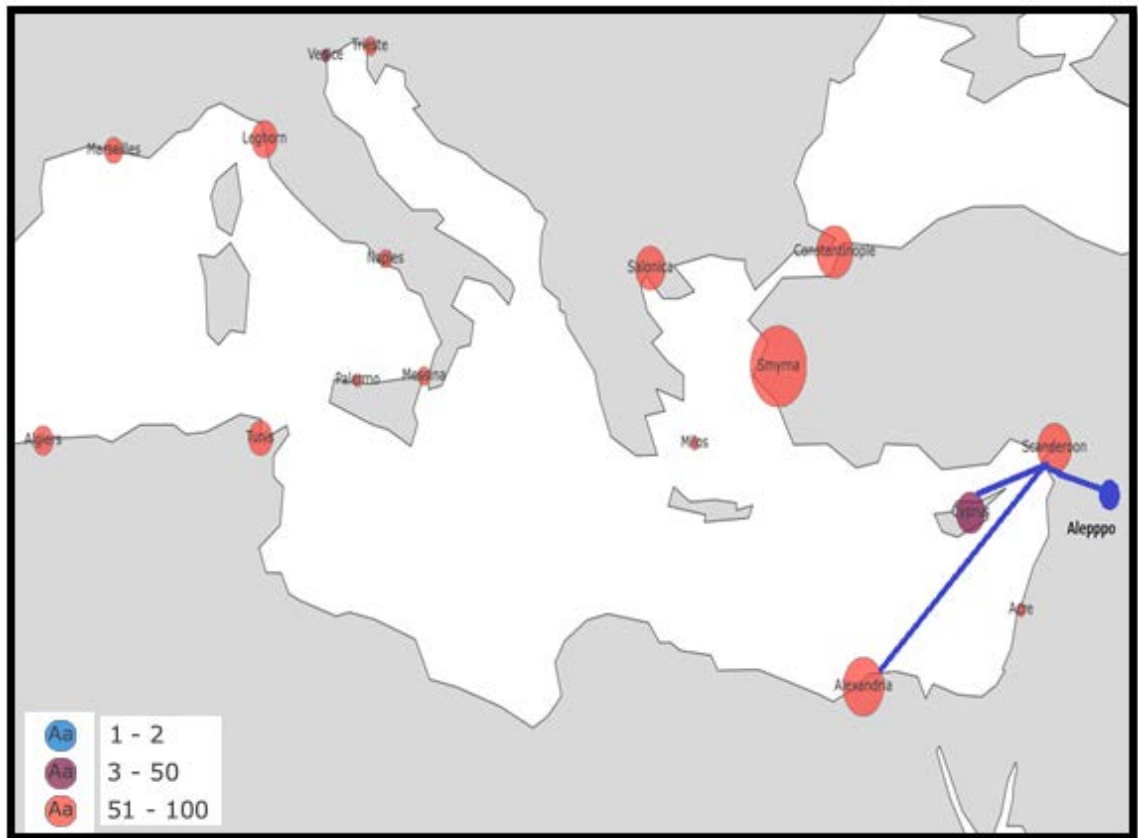 Venice
Trieste
Leghorn
Marseilles
Naples
Salonica
Constantinople
Smyrna
Palermo
Messina
Algiers
Tunis
Milos
Scanderoon
Cyprus
Alepppo
Acre
Alexandria
Aa 1 - 2
Aa 3 - 50
Aa 51 - 100